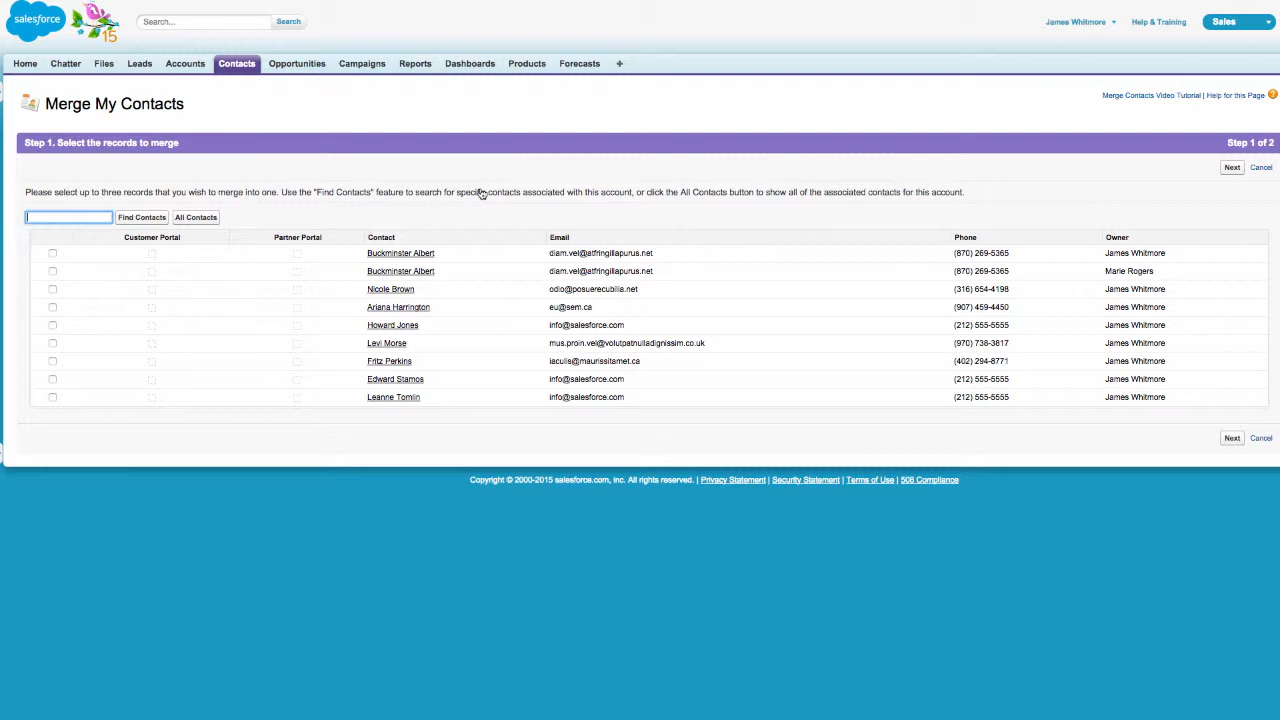 salesforce
15
Search...
Search
James Whitmore
Help & Training
Sales
Home Chatter Files Leads Accounts Contacts Opportunities Campaigns Reports Dashboards Products Forecasts +
Merge My Contacts
Merge Contacts Video Tutorial | Help for this Page ?
Step 1. Select the records to merge Step 1 of 2
Next Cancel
Please select up to three records that you wish to merge into one. Use the "Find Contacts" feature to search for specific contacts associated with this account, or click the All Contacts button to show all of the associated contacts for this account.
Find Contacts All Contacts
Customer Portal Partner Portal Contact Email Phone Owner
Buckminster Albert diam.vel@atfringillapurus.net (870) 269-5365 James Whitmore
Buckminster Albert diam.vel@atfringillapurus.net (870) 269-5365 Marie Rogers
Nicole Brown odio@posuerecubilia.net (316) 654-4198 James Whitmore
Ariana Harrington eu@sem.ca (907) 459-4450 James Whitmore
Howard Jones info@salesforce.com (212) 555-5555 James Whitmore
Levi Morse mus.proin.vel@volutpatnulladignissim.co.uk (970) 738-3817 James Whitmore
Fritz Perkins iaculis@maurissitamet.ca (402) 294-8771 James Whitmore
Edward Stamos info@salesforce.com (212) 555-5555 James Whitmore
Leanne Tomlin info@salesforce.com (212) 555-5555 James Whitmore
Next Cancel
Copyright © 2000-2015 salesforce.com, inc. All rights reserved. | Privacy Statement | Security Statement | Terms of Use | 508 Compliance